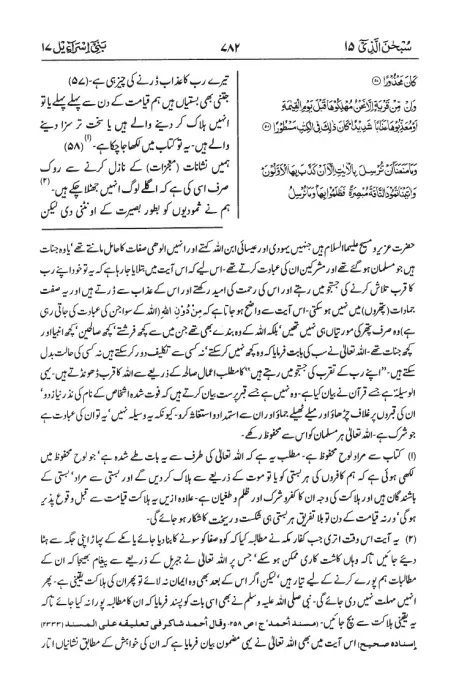 سُبْحٰنَ الَّذِیْٓ ۱۵
۷۸۲
بَنِیْٓ اِسْرَآءِیْل ۱۷
كَانَ مَحْذُوْرًا
وَاِنْ مِّنْ قَرْيَةٍ اِلَّا نَحْنُ مُهْلِكُوْهَا قَبْلَ يَوْمِ الْقِيٰمَةِ
اَوْ مُعَذِّبُوْهَا عَذَابًا شَدِيْدًا كَانَ ذٰلِكَ فِي الْكِتٰبِ مَسْطُوْرًا
وَمَا مَنَعَنَآ اَنْ نُّرْسِلَ بِالْاٰيٰتِ اِلَّآ اَنْ كَذَّبَ بِهَا الْاَوَّلُوْنَ
وَاٰتَيْنَا ثَمُوْدَ النَّاقَةَ مُبْصِرَةً فَظَلَمُوْا بِهَا وَمَا نُرْسِلُ
تیرے رب کا عذاب ڈرنے کی چیز ہی ہے۔ (۵۷)
جتنی بھی بستیاں ہیں ہم قیامت کے دن سے پہلے پہلے یا تو
انہیں ہلاک کر دینے والے ہیں یا سخت تر سزا دینے
والے ہیں۔ یہ تو کتاب میں لکھا جاچکا ہے۔ (۱) (۵۸)
ہمیں نشانات (معجزات) کے نازل کرنے سے روک
صرف اسی کی ہے کہ اگلے لوگ انہیں جھٹلا چکے ہیں۔ (۲)
ہم نے ثمودیوں کو بطور بصیرت کے اونٹنی دی لیکن
حضرت عزیر و مسیح علیہما السلام ہیں جنہیں یہودی اور عیسائی ابن اللہ کہتے اور انہیں الوہی صفات کا حامل مانتے تھے' یا وہ جنات
ہیں جو مسلمان ہو گئے تھے اور مشرکین ان کی عبادت کرتے تھے۔ اس لیے کہ اس آیت میں بتلایا جا رہا ہے کہ یہ تو خود اپنے رب
کا قرب تلاش کرنے کی جستجو میں رہتے اور اس کی رحمت کی امید رکھتے اور اس کے عذاب سے ڈرتے ہیں اور یہ صفت
جمادات (پتھروں) میں نہیں ہو سکتی۔ اس آیت سے واضح ہو جاتا ہے کہ مِنْ دُوْنِ اللّٰهِ (اللہ کے سوا جن کی عبادت کی جاتی رہی
ہے) وہ صرف پتھر کی مورتیاں ہی نہیں تھیں' بلکہ اللہ کے وہ بندے بھی تھے جن میں سے کچھ فرشتے' کچھ صالحین' کچھ انبیا اور
کچھ جنات تھے۔ اللہ تعالیٰ نے سب کی بابت فرمایا کہ وہ کچھ نہیں کر سکتے' نہ کسی سے تکلیف دور کر سکتے ہیں نہ کسی کی حالت بدل
سکتے ہیں۔ "اپنے رب کے تقرب کی جستجو میں رہتے ہیں" کا مطلب اعمال صالحہ کے ذریعے سے اللہ کا قرب ڈھونڈتے ہیں۔ یہی
الوسیلۃ ہے جسے قرآن نے بیان کیا ہے۔ وہ نہیں ہے جسے قبر پرست بیان کرتے ہیں کہ فوت شدہ اشخاص کے نام کی نذر نیاز دو'
ان کی قبروں پر غلاف چڑھاؤ اور میلے ٹھیلے جماؤ اور ان سے استمداد و استغاثہ کرو۔ کیونکہ یہ وسیلہ نہیں' یہ تو ان کی عبادت ہے
جو شرک ہے۔ اللہ تعالیٰ ہر مسلمان کو اس سے محفوظ رکھے۔
(۱) کتاب سے مراد لوح محفوظ ہے۔ مطلب یہ ہے کہ اللہ تعالیٰ کی طرف سے یہ بات طے شدہ ہے' جو لوح محفوظ میں
لکھی ہوئی ہے کہ ہم کافروں کی ہر بستی کو یا تو موت کے ذریعے سے ہلاک کر دیں گے اور بستی سے مراد' بستی کے
باشندگان ہیں اور ہلاکت کی وجہ ان کا کفر و شرک اور ظلم و طغیان ہے۔ علاوہ ازیں یہ ہلاکت قیامت سے قبل وقوع پذیر
ہو گی' ورنہ قیامت کے دن تو بلا تفریق ہر بستی ہی شکست و ریخت کا شکار ہو جائے گی۔
(۲) یہ آیت اس وقت اتری جب کفار مکہ نے مطالبہ کیا کہ کوہ صفا کو سونے کا بنا دیا جائے یا مکے کے پہاڑ اپنی جگہ سے ہٹا
دیئے جائیں تاکہ وہاں کاشت کاری ممکن ہو سکے' جس پر اللہ تعالیٰ نے جبریل کے ذریعے سے پیغام بھیجا کہ ان کے
مطالبات ہم پورے کرنے کے لیے تیار ہیں' لیکن اگر اس کے بعد بھی وہ ایمان نہ لائے تو پھر ان کی ہلاکت یقینی ہے۔ پھر
انہیں مہلت نہیں دی جائے گی۔ نبی صلی اللہ علیہ وسلم نے بھی اسی بات کو پسند فرمایا کہ ان کا مطالبہ پورا نہ کیا جائے تاکہ
یہ یقینی ہلاکت سے بچ جائیں۔ (مسند أحمد' ج ا ص ۲۵۸۔ وقال أحمد شاكر في تعليقه على المسند (۲۳۳۳)
إسناده صحيح) اس آیت میں بھی اللہ تعالیٰ نے یہی مضمون بیان فرمایا ہے کہ ان کی خواہش کے مطابق نشانیاں اتار